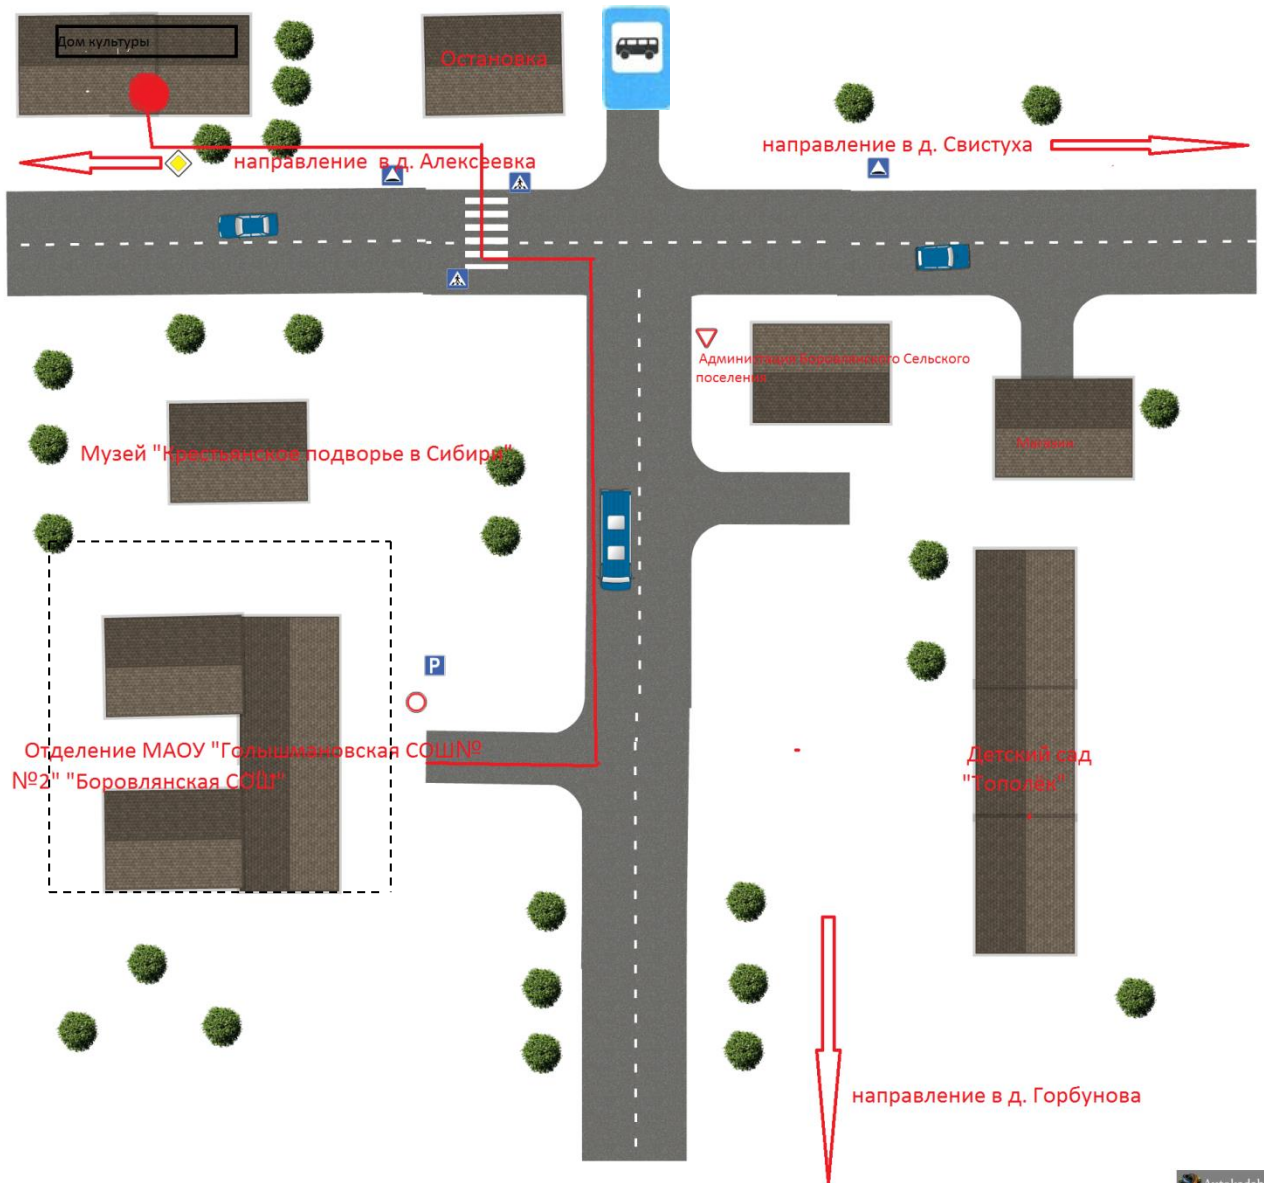 Дом культуры
Остановка
направление в д. Алексеевка
направление в д. Свистуха
Администация Боровлянского Сельского
поселения
Магазин
Музей "Крестьянское подворье в Сибири"
P
Отделение МАОУ "Голышмановская СОШ№
№2" "Боровлянская СОШ"
Детский сад
"Тополёк"
направление в д. Горбунова